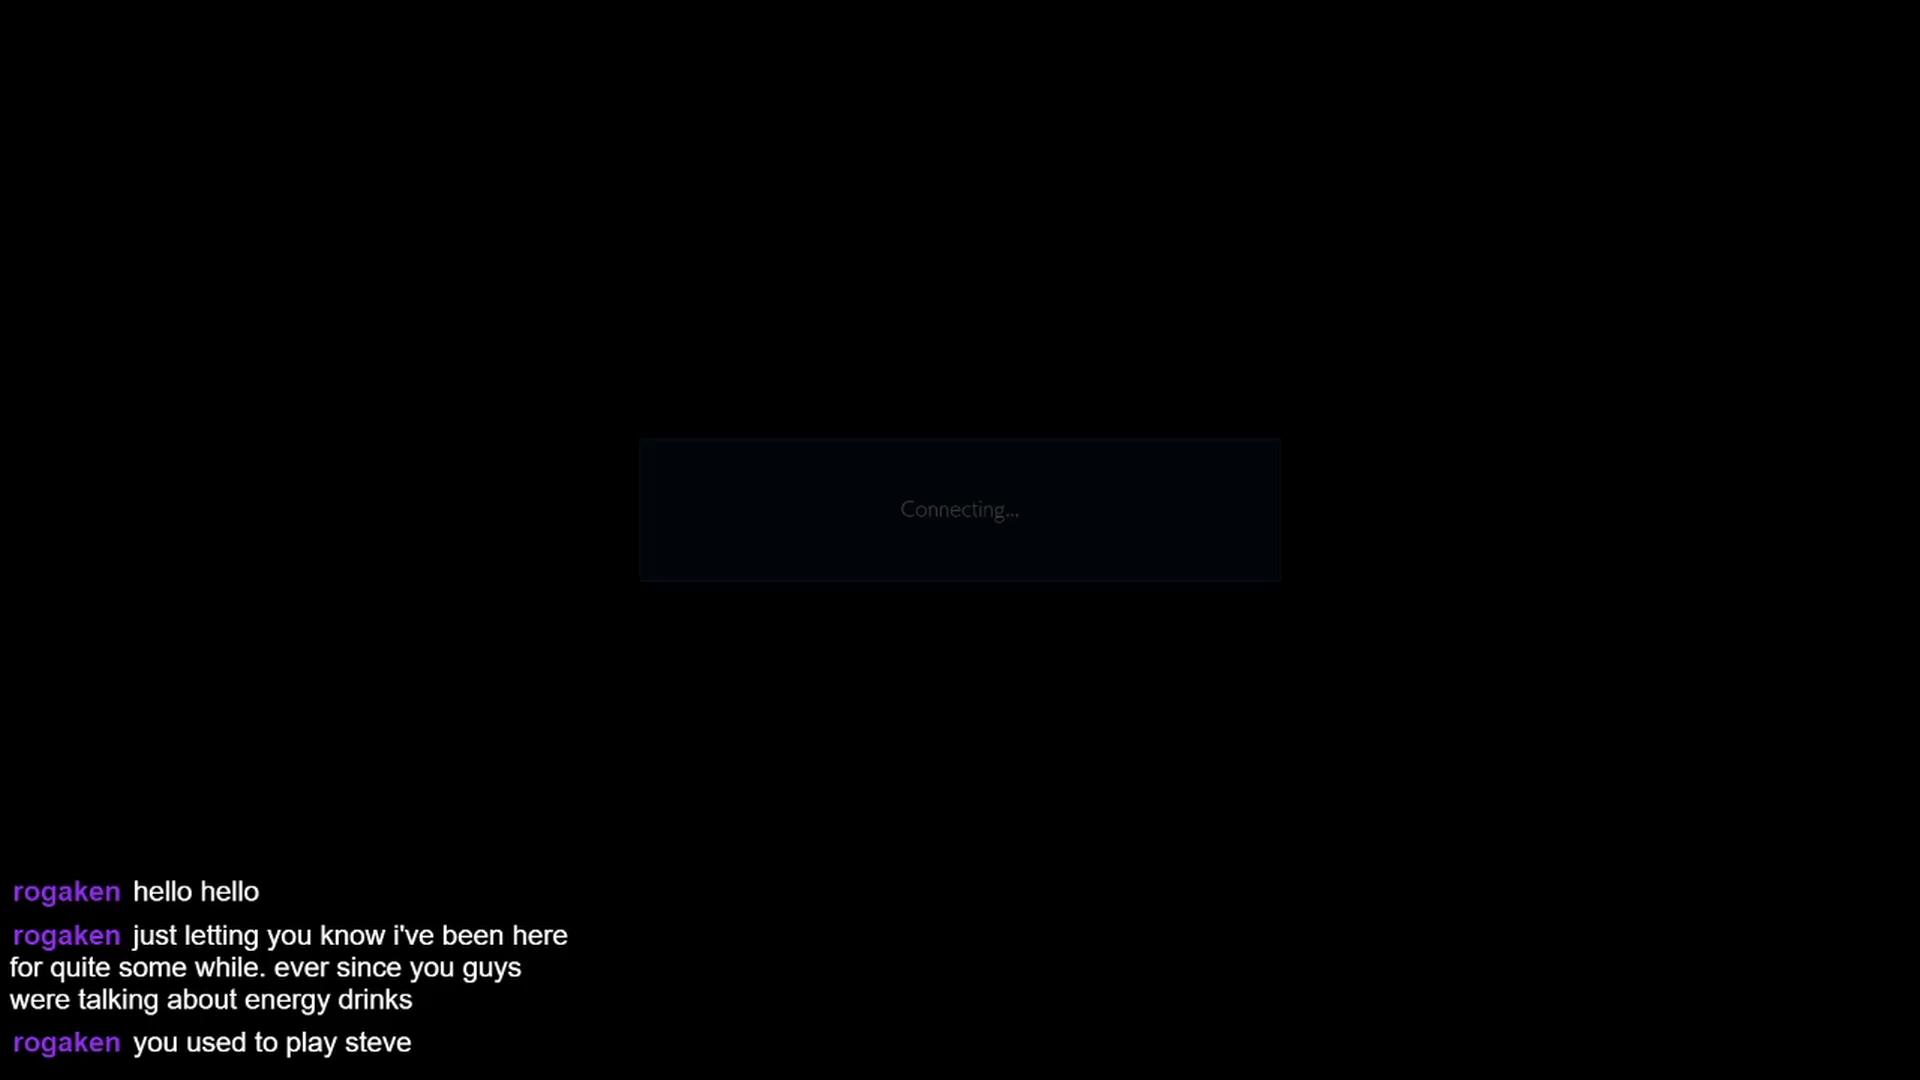 Connecting...
rogaken hello hello
rogaken just letting you know i've been here
for quite some while. ever since you guys
were talking about energy drinks
rogaken you used to play steve